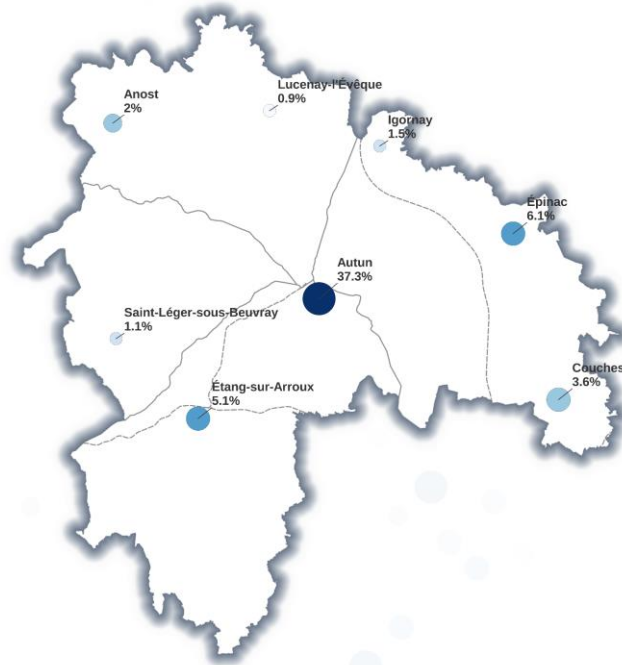 Lucenay-l'Évêque
0.9%
Anost
2%
Igornay
1.5%
Épinac
6.1%
Autun
37.3%
Saint-Léger-sous-Beuvray
1.1%
Couches
3.6%
Étang-sur-Arroux
5.1%